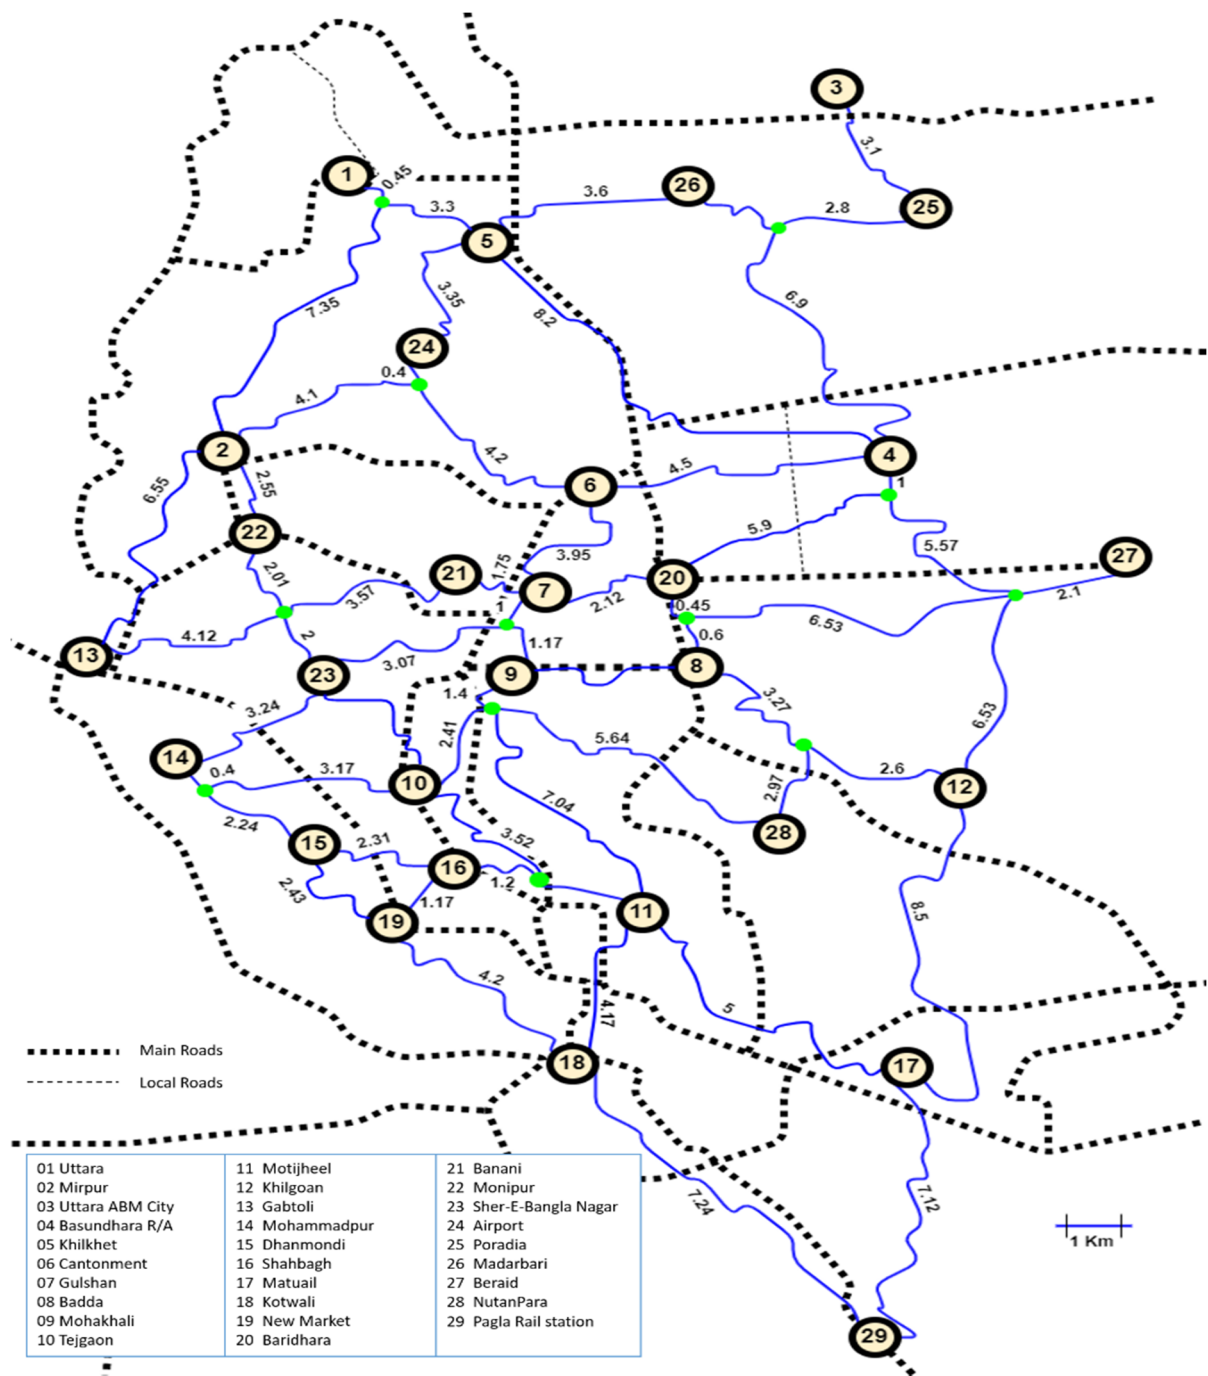 3
3.1
1
0.45
26
3.6
2.8
25
3.3
5
6.9
3.35
7.35
8.2
24
0.4
4.1
2
4.2
4.5
4
6.55
2.55
1
6
22
5.9
5.57
27
3.95
1.75
2.01
21
7
20
3.57
2.12
2.1
1
0.45
4.12
2
6.53
0.6
13
3.07
1.17
23
9
8
1.4
3.27
3.24
2.41
5.64
6.53
14
0.4
3.17
10
2.6
12
2.97
7.04
2.24
28
15
2.31
3.52
16
1.2
2.43
1.17
11
8.5
19
4.2
5
4.17
Main Roads
18
17
Local Roads
7.24
7.12
1 Km
29
01 Uttara
02 Mirpur
03 Uttara ABM City
04 Basundhara R/A
05 Khilkhet
06 Cantonment
07 Gulshan
08 Badda
09 Mohakhali
10 Tejgaon
11 Motijheel
12 Khilgoan
13 Gabtoli
14 Mohammadpur
15 Dhanmondi
16 Shahbagh
17 Matuail
18 Kotwali
19 New Market
20 Baridhara
21 Banani
22 Monipur
23 Sher-E-Bangla Nagar
24 Airport
25 Poradia
26 Madarbari
27 Beraid
28 NutanPara
29 Pagla Rail station